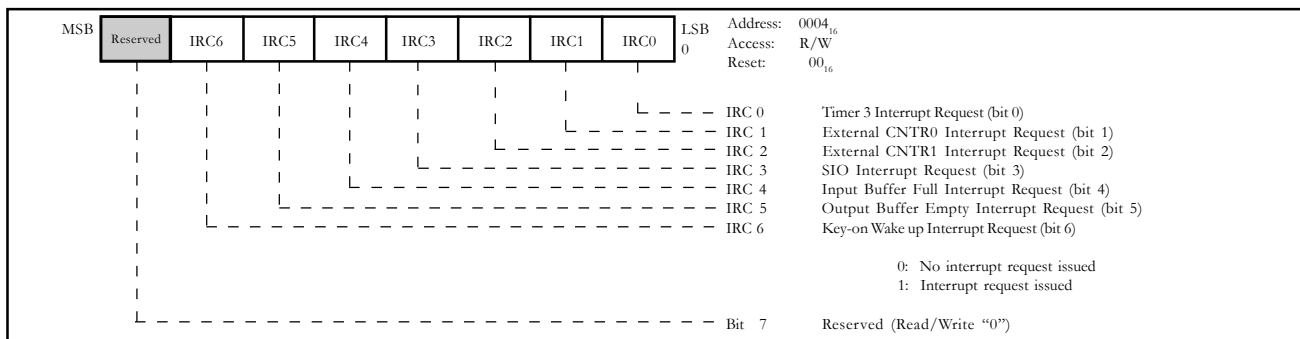 MSB Reserved IRC6 IRC5 IRC4 IRC3 IRC2 IRC1 IRC0 LSB
0
Address: 0004₁₆
Access: R/W
Reset: 00₁₆
IRC 0 Timer 3 Interrupt Request (bit 0)
IRC 1 External CNTR0 Interrupt Request (bit 1)
IRC 2 External CNTR1 Interrupt Request (bit 2)
IRC 3 SIO Interrupt Request (bit 3)
IRC 4 Input Buffer Full Interrupt Request (bit 4)
IRC 5 Output Buffer Empty Interrupt Request (bit 5)
IRC 6 Key-on Wake up Interrupt Request (bit 6)
0: No interrupt request issued
1: Interrupt request issued
Bit 7 Reserved (Read/Write “0”)